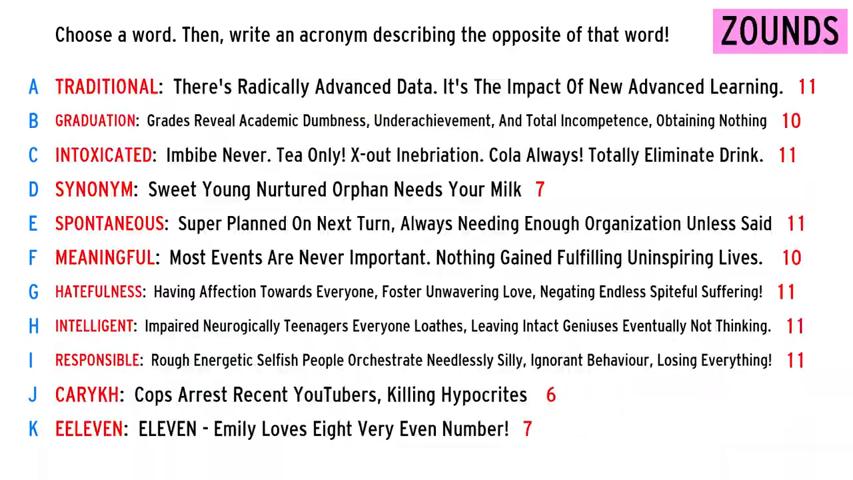 Choose a word. Then, write an acronym describing the opposite of that word!
ZOUNDS
A TRADITIONAL: There's Radically Advanced Data. It's The Impact Of New Advanced Learning. 11
B GRADUATION: Grades Reveal Academic Dumbness, Underachievement, And Total Incompetence, Obtaining Nothing 10
C INTOXICATED: Imbibe Never. Tea Only! X-out Inebriation. Cola Always! Totally Eliminate Drink. 11
D SYNONYM: Sweet Young Nurtured Orphan Needs Your Milk 7
E SPONTANEOUS: Super Planned On Next Turn, Always Needing Enough Organization Unless Said 11
F MEANINGFUL: Most Events Are Never Important. Nothing Gained Fulfilling Uninspiring Lives. 10
G HATEFULNESS: Having Affection Towards Everyone, Foster Unwavering Love, Negating Endless Spiteful Suffering! 11
H INTELLIGENT: Impaired Neurogically Teenagers Everyone Loathes, Leaving Intact Geniuses Eventually Not Thinking. 11
I RESPONSIBLE: Rough Energetic Selfish People Orchestrate Needlessly Silly, Ignorant Behaviour, Losing Everything! 11
J CARYKH: Cops Arrest Recent YouTubers, Killing Hypocrites 6
K EELEVEN: ELEVEN - Emily Loves Eight Very Even Number! 7